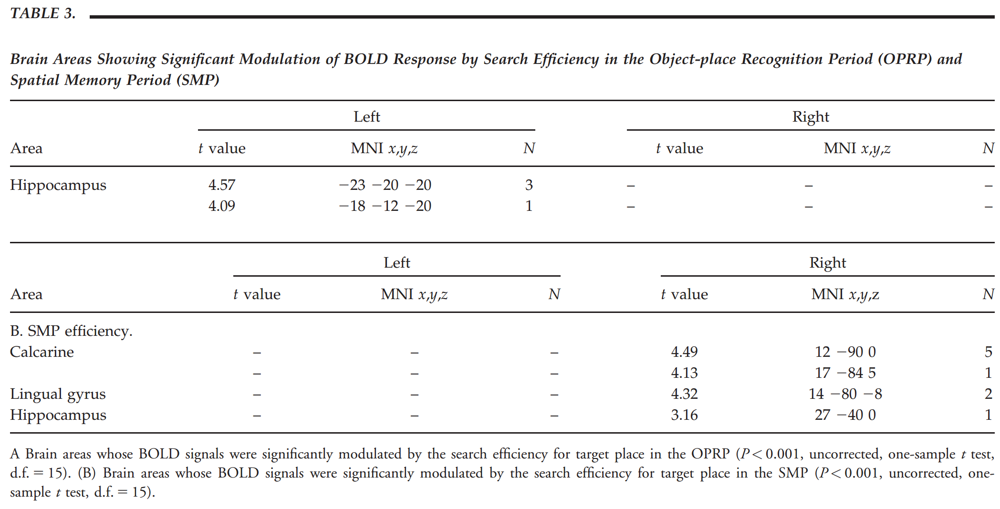 TABLE 3.
Brain Areas Showing Significant Modulation of BOLD Response by Search Efficiency in the Object-place Recognition Period (OPRP) and
Spatial Memory Period (SMP)
Left Right
Area t value MNI x,y,z N t value MNI x,y,z N
Hippocampus 4.57 −23 −20 −20 3 – – –
4.09 −18 −12 −20 1 – – –
Left Right
Area t value MNI x,y,z N t value MNI x,y,z N
B. SMP efficiency.
Calcarine – – – 4.49 12 −90 0 5
– – – 4.13 17 −84 5 1
Lingual gyrus – – – 4.32 14 −80 −8 2
Hippocampus – – – 3.16 27 −40 0 1
A Brain areas whose BOLD signals were significantly modulated by the search efficiency for target place in the OPRP (P < 0.001, uncorrected, one-sample t test,
d.f. = 15). (B) Brain areas whose BOLD signals were significantly modulated by the search efficiency for target place in the SMP (P < 0.001, uncorrected, one-
sample t test, d.f. = 15).